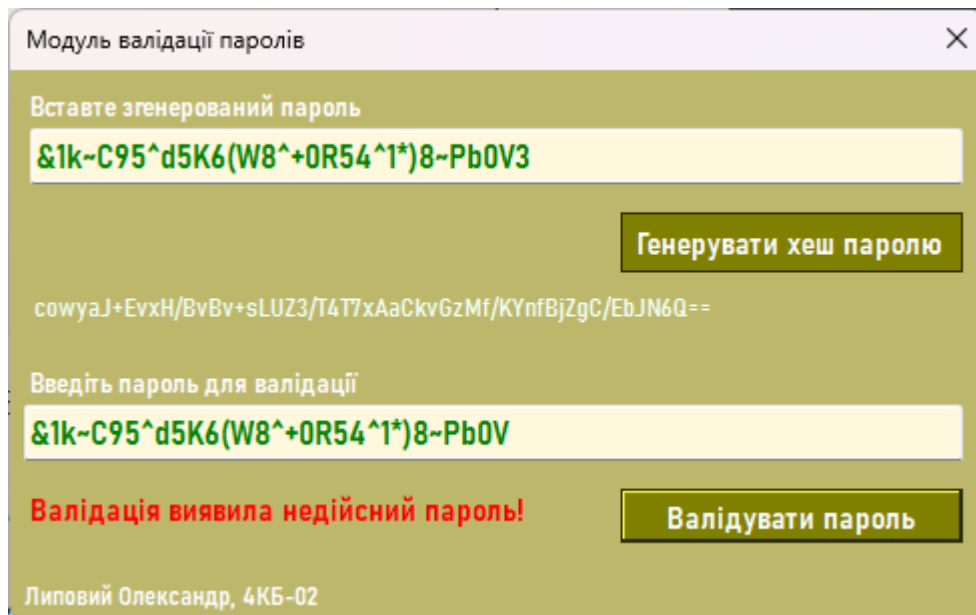 Модуль валідації паролів
Вставте згенерований пароль
&1k~C95^d5K6(W8^+0R54^1*)8~Pb0V3
Генерувати хеш паролю
cowyaJ+EvxH/BvBv+sLUZ3/T4T7xAaCkvGzMf/KYnfBjZgC/EbJN6Q==
Введіть пароль для валідації
&1k~C95^d5K6(W8^+0R54^1*)8~Pb0V
Валідація виявила недійсний пароль!
Валідувати пароль
Липовий Олександр, 4КБ-02